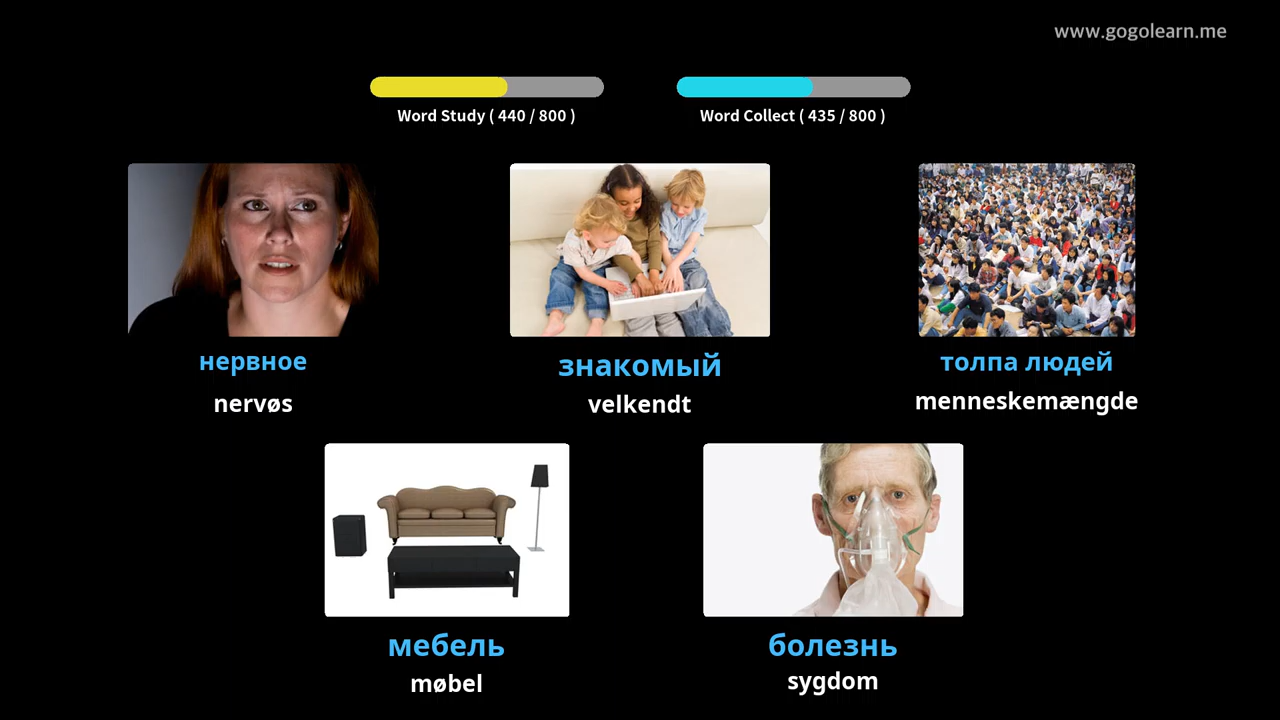 www.gogolearn.me
Word Study ( 440 / 800 )
Word Collect ( 435 / 800 )
нервное
nervøs
знакомый
velkendt
толпа людей
menneskemængde
мебель
møbel
болезнь
sygdom